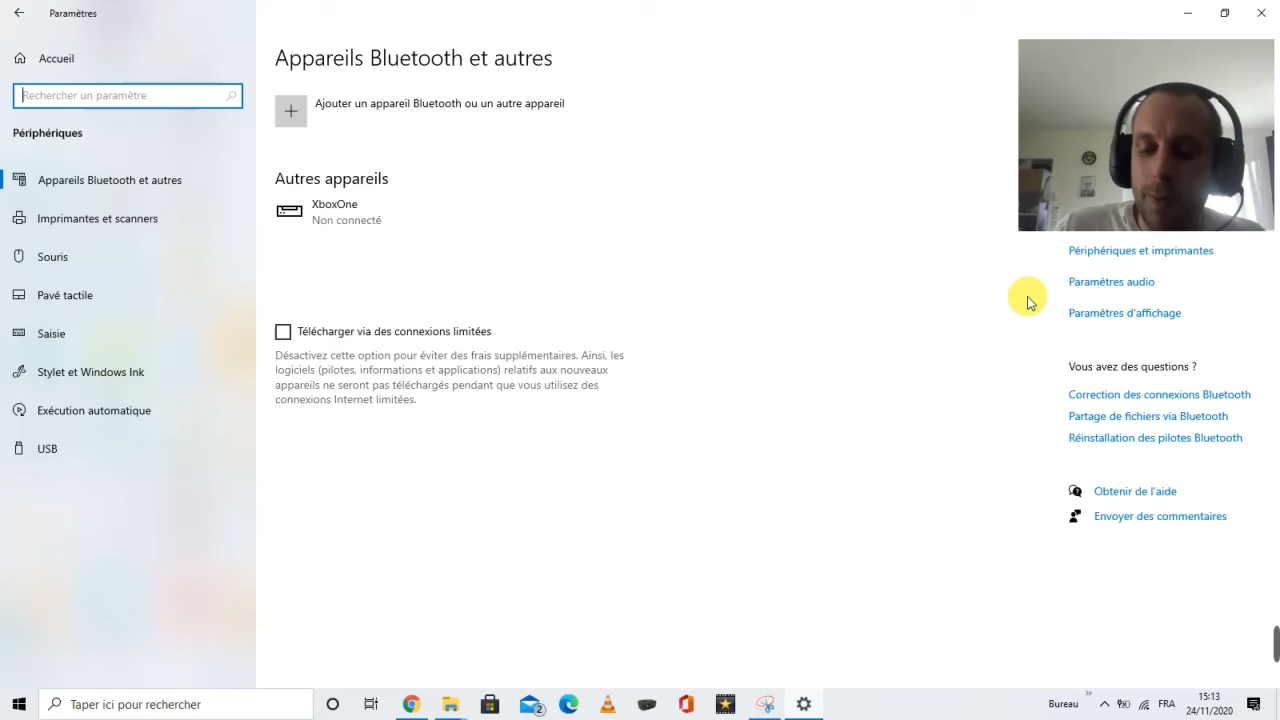 Paramètres
Accueil
Rechercher un paramètre
Périphériques
Appareils Bluetooth et autres
Imprimantes et scanners
Souris
Pavé tactile
Saisie
Stylet et Windows Ink
Exécution automatique
USB
Appareils Bluetooth et autres
Ajouter un appareil Bluetooth ou un autre appareil
Autres appareils
XboxOne
Non connecté
Télécharger via des connexions limitées
Désactivez cette option pour éviter des frais supplémentaires. Ainsi, les
logiciels (pilotes, informations et applications) relatifs aux nouveaux
appareils ne seront pas téléchargés pendant que vous utilisez des
connexions Internet limitées.
Périphériques et imprimantes
Paramètres audio
Paramètres d'affichage
Vous avez des questions ?
Correction des connexions Bluetooth
Partage de fichiers via Bluetooth
Réinstallation des pilotes Bluetooth
Obtenir de l'aide
Envoyer des commentaires
Taper ici pour rechercher
2
Bureau
»
FRA
15:13
24/11/2020